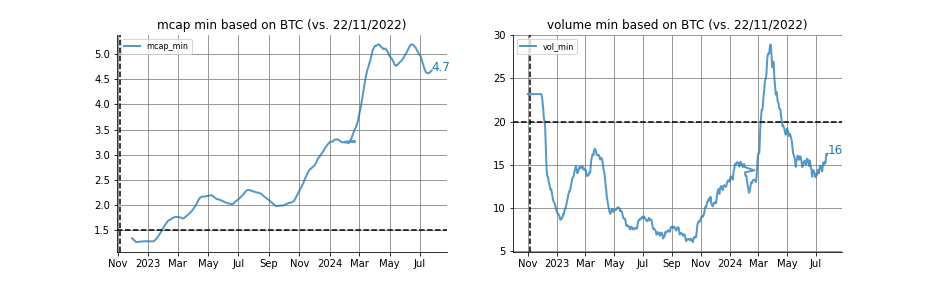 mcap min based on BTC (vs. 22/11/2022)
mcap_min
5.0
4.5
4.0
3.5
3.0
2.5
2.0
1.5
4.7
Nov 2023 Mar May Jul Sep Nov 2024 Mar May Jul
volume min based on BTC (vs. 22/11/2022)
vol_min
30
25
20
15
10
5
16
Nov 2023 Mar May Jul Sep Nov 2024 Mar May Jul